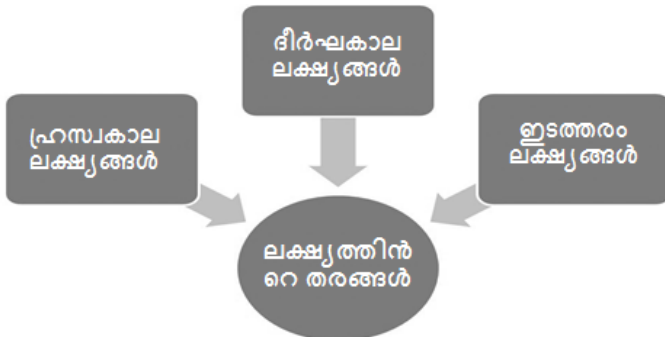 ദീർഘകാല
ലക്ഷ്യങ്ങൾ
ഹ്രസ്വകാല
ലക്ഷ്യങ്ങൾ
ഇടത്തരം
ലക്ഷ്യങ്ങൾ
ലക്ഷ്യത്തിൻ
റെ തരങ്ങൾ